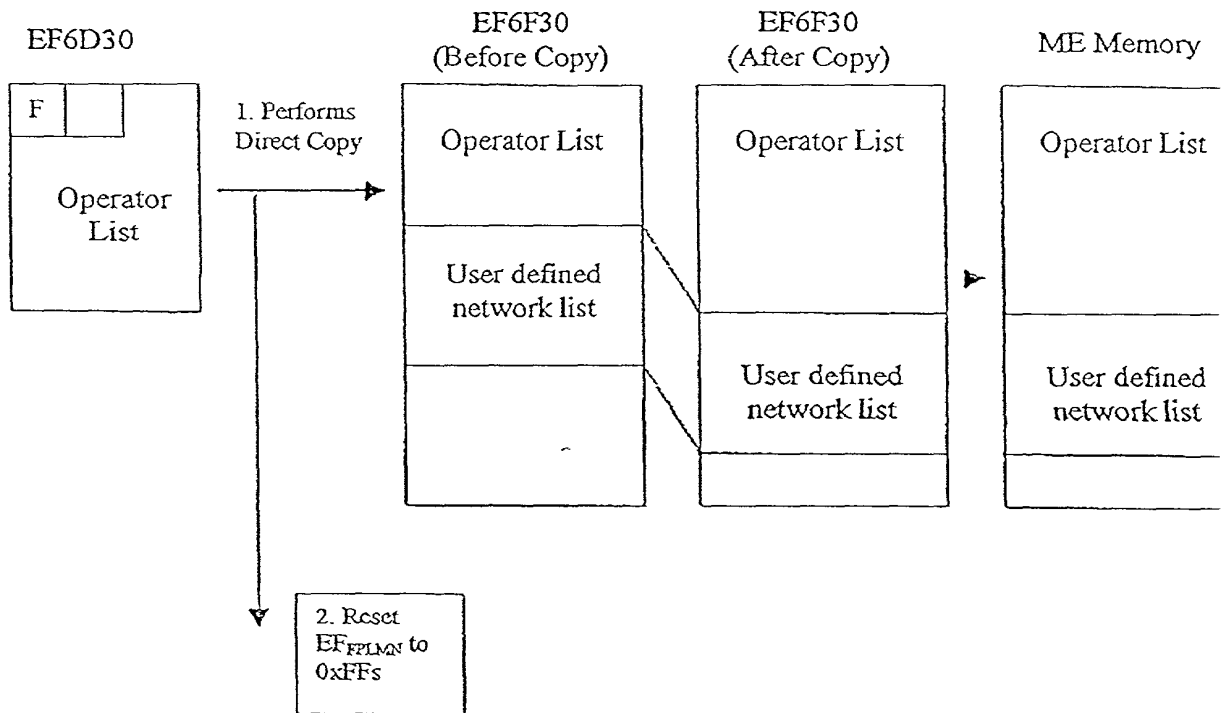 EF6D30
F
Operator
List
1. Performs
Direct Copy
EF6F30
(Before Copy)
Operator List
User defined
network list
EF6F30
(After Copy)
Operator List
User defined
network list
ME Memory
Operator List
User defined
network list
2. Reset
EFFPLMN to
0xFFs